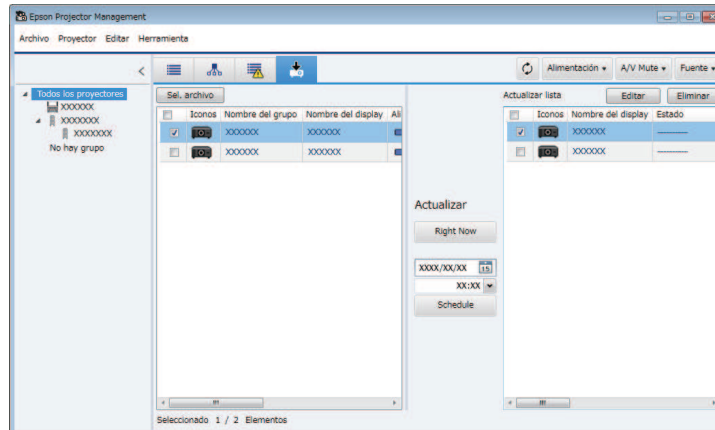 Epson Projector Management
Archivo Proyector Editar Herramienta
< Alimentación A/V Mute Fuente
Todos los proyectores
XXXXXX
XXXXXXX
XXXXXXX
No hay grupo
Sel. archivo
Iconos Nombre del grupo Nombre del display Ali
XXXXXX XXXXXX
XXXXXX XXXXXX
Actualizar
Right Now
XXXX/XX/XX 15
XX:XX
Schedule
Actualizar lista Editar Eliminar
Iconos Nombre del display Estado
XXXXXX ----------
XXXXXX ----------
Seleccionado 1 / 2 Elementos